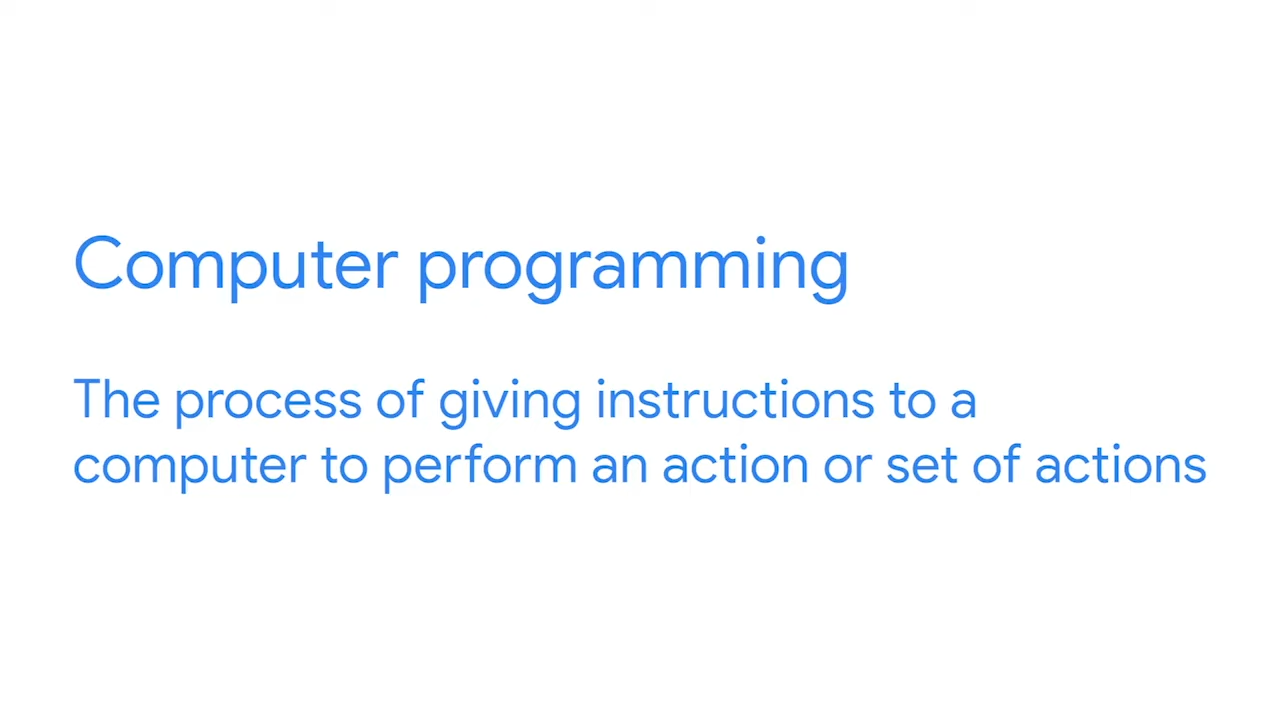 Computer programming
The process of giving instructions to a
computer to perform an action or set of actions